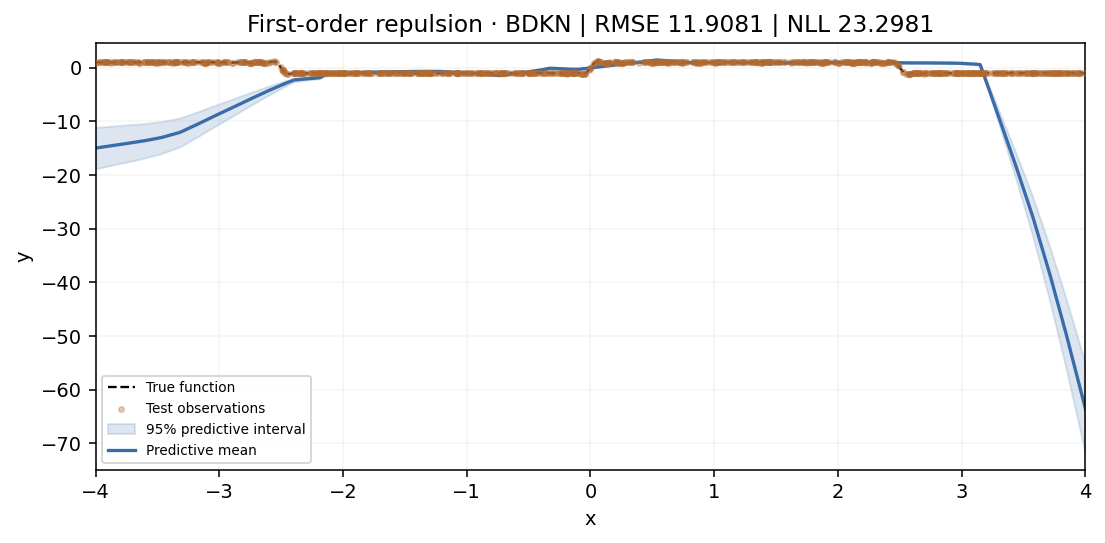 First-order repulsion · BDKN | RMSE 11.9081 | NLL 23.2981
0
−10
−20
−30
−40
−50
−60
−70
y
True function
Test observations
95% predictive interval
Predictive mean
−4 −3 −2 −1 0 1 2 3 4
x